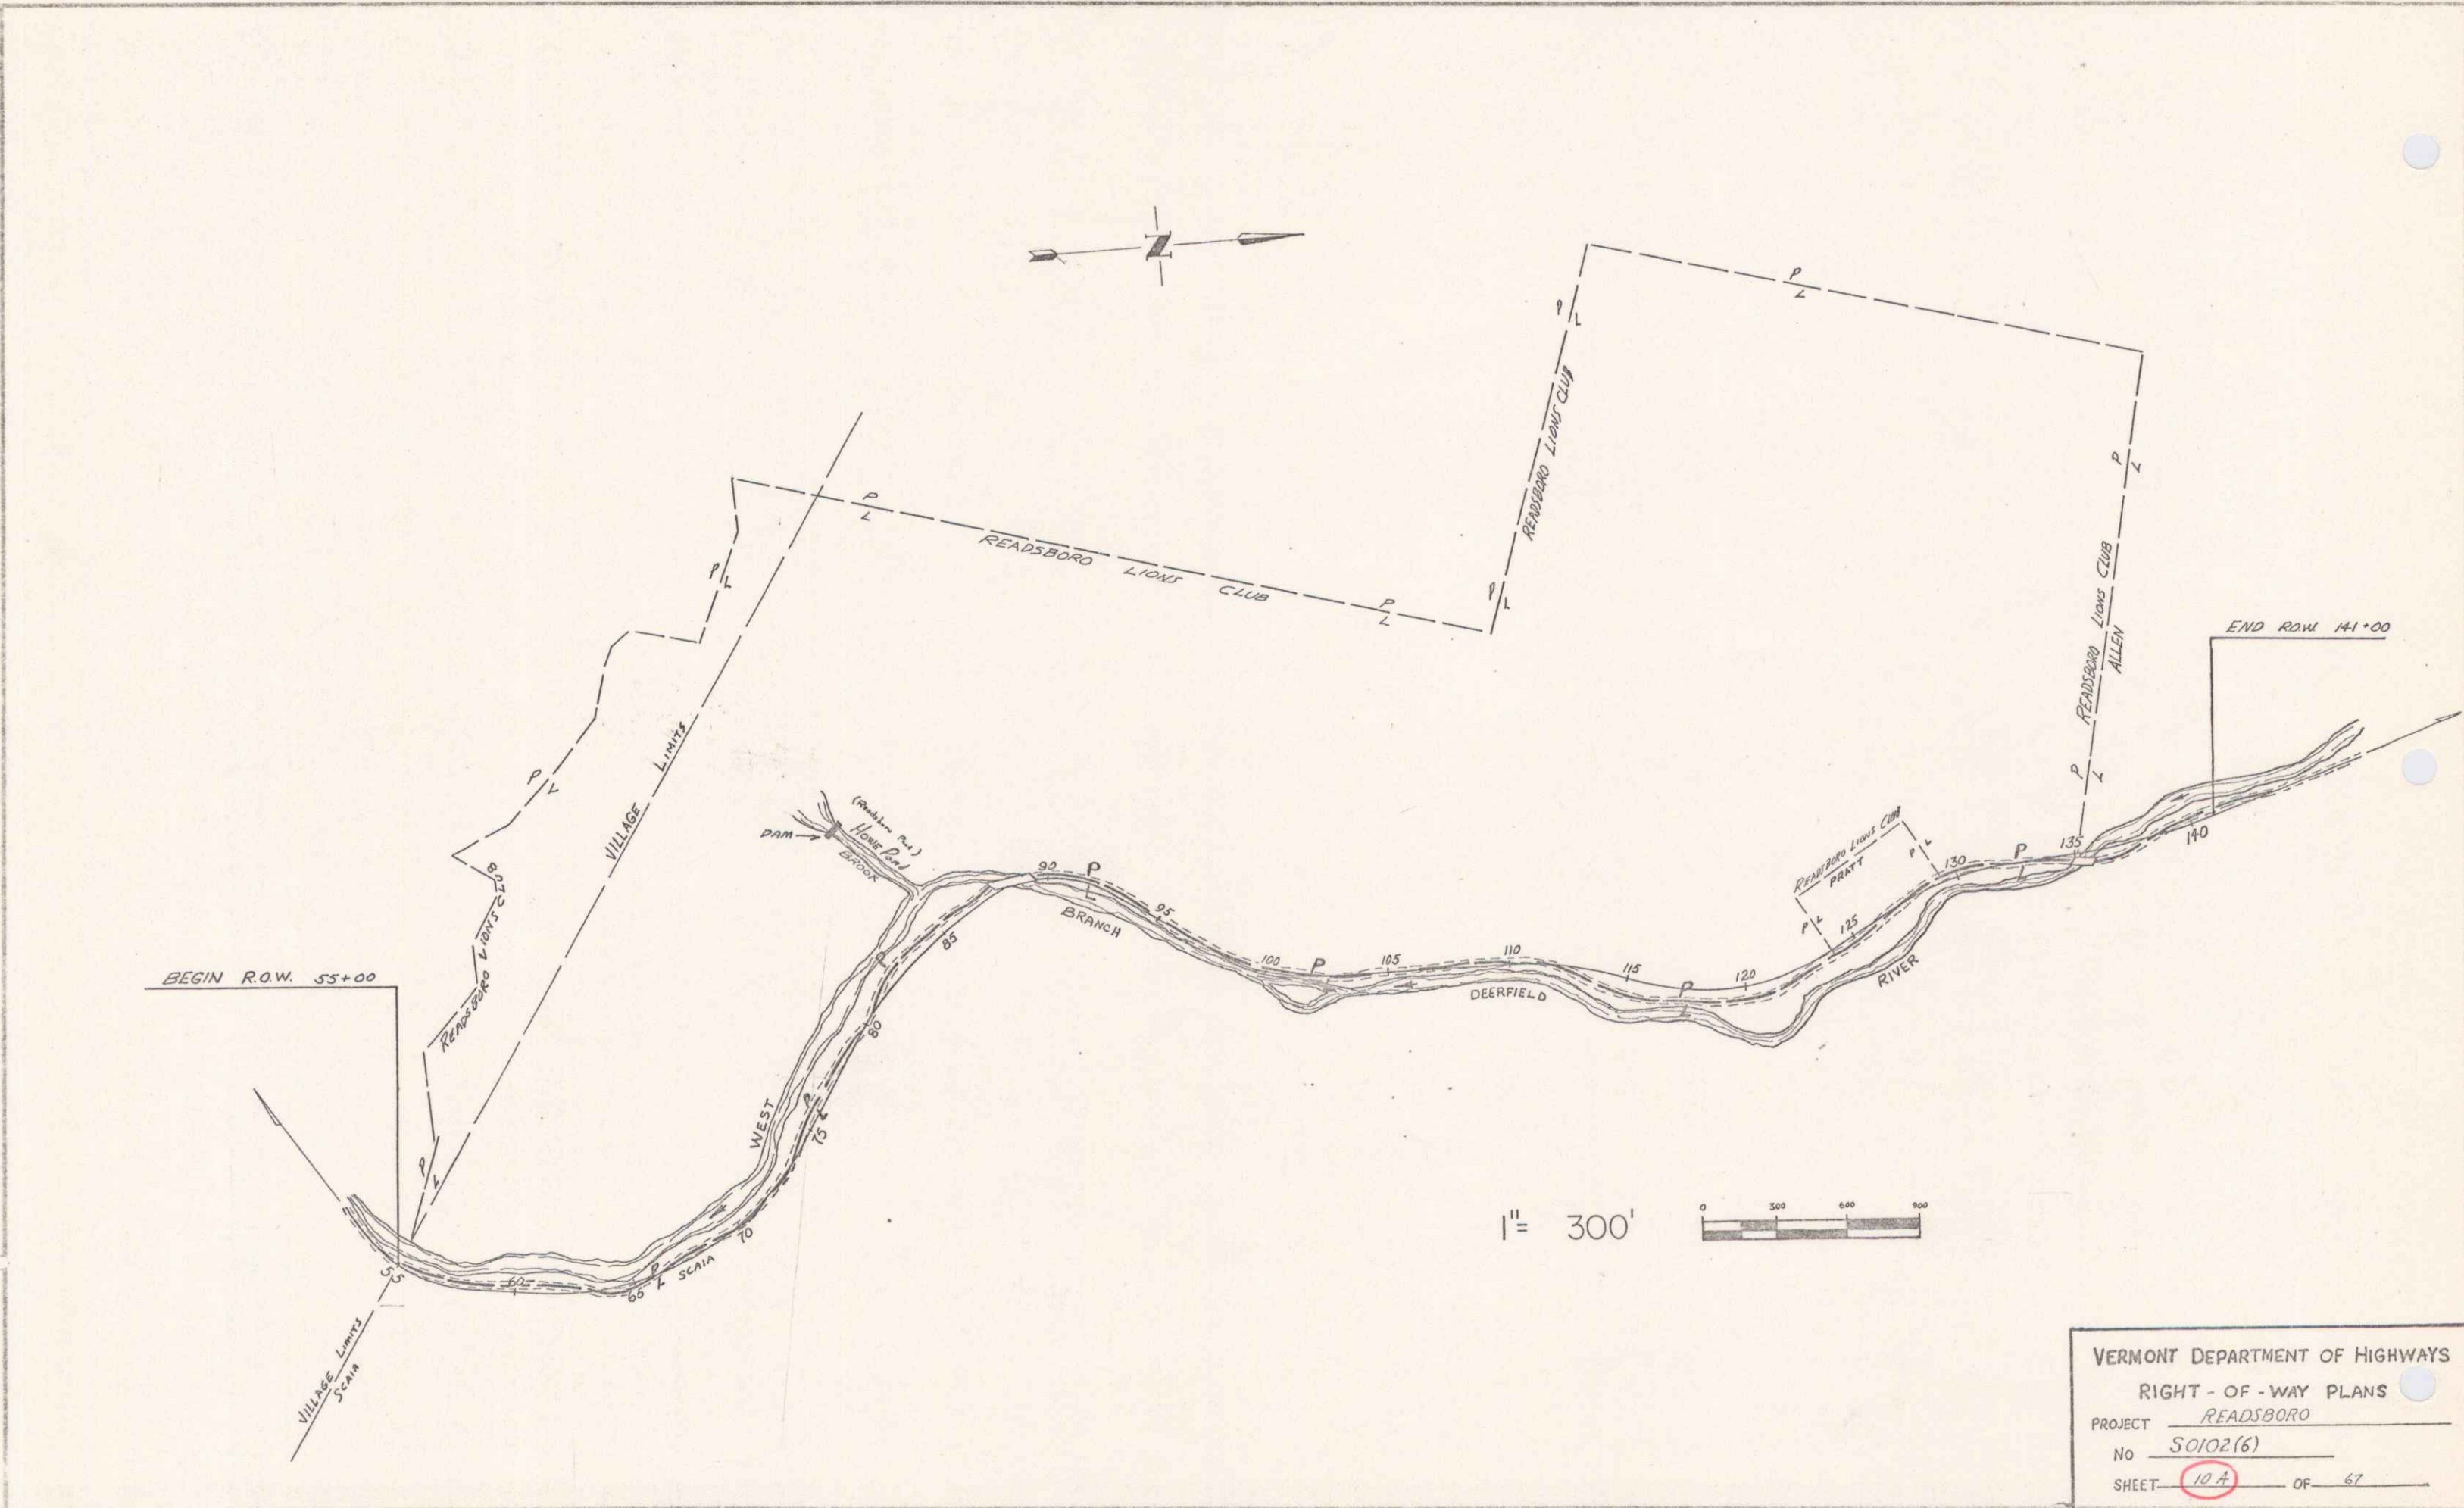 N
P
L
P
L
READSBORO LIONS CLUB
P
L
P
L
READSBORO LIONS CLUB
P
L
P
L
READSBORO LIONS CLUB
P
L
READSBORO LIONS CLUB
ALLEN
P
L
END R.O.W. 141+00
VILLAGE LIMITS
P
L
READSBORO LIONS CLUB
P
L
BEGIN R.O.W. 55+00
DAM
Howe Pond
BROOK
WEST
BRANCH
DEERFIELD
RIVER
READSBORO LIONS CLUB
PRATT
P
L
P
L
55
60
65
P
L
SCAIA
70
75
P
L
80
P
85
90
P
L
95
100
P
105
110
115
P
L
120
125
130
P
L
135
140
VILLAGE LIMITS
SCAIA
1"= 300'
0 300 600 900
VERMONT DEPARTMENT OF HIGHWAYS
RIGHT - OF - WAY PLANS
PROJECT READSBORO
NO S0102(6)
SHEET 10 A OF 67